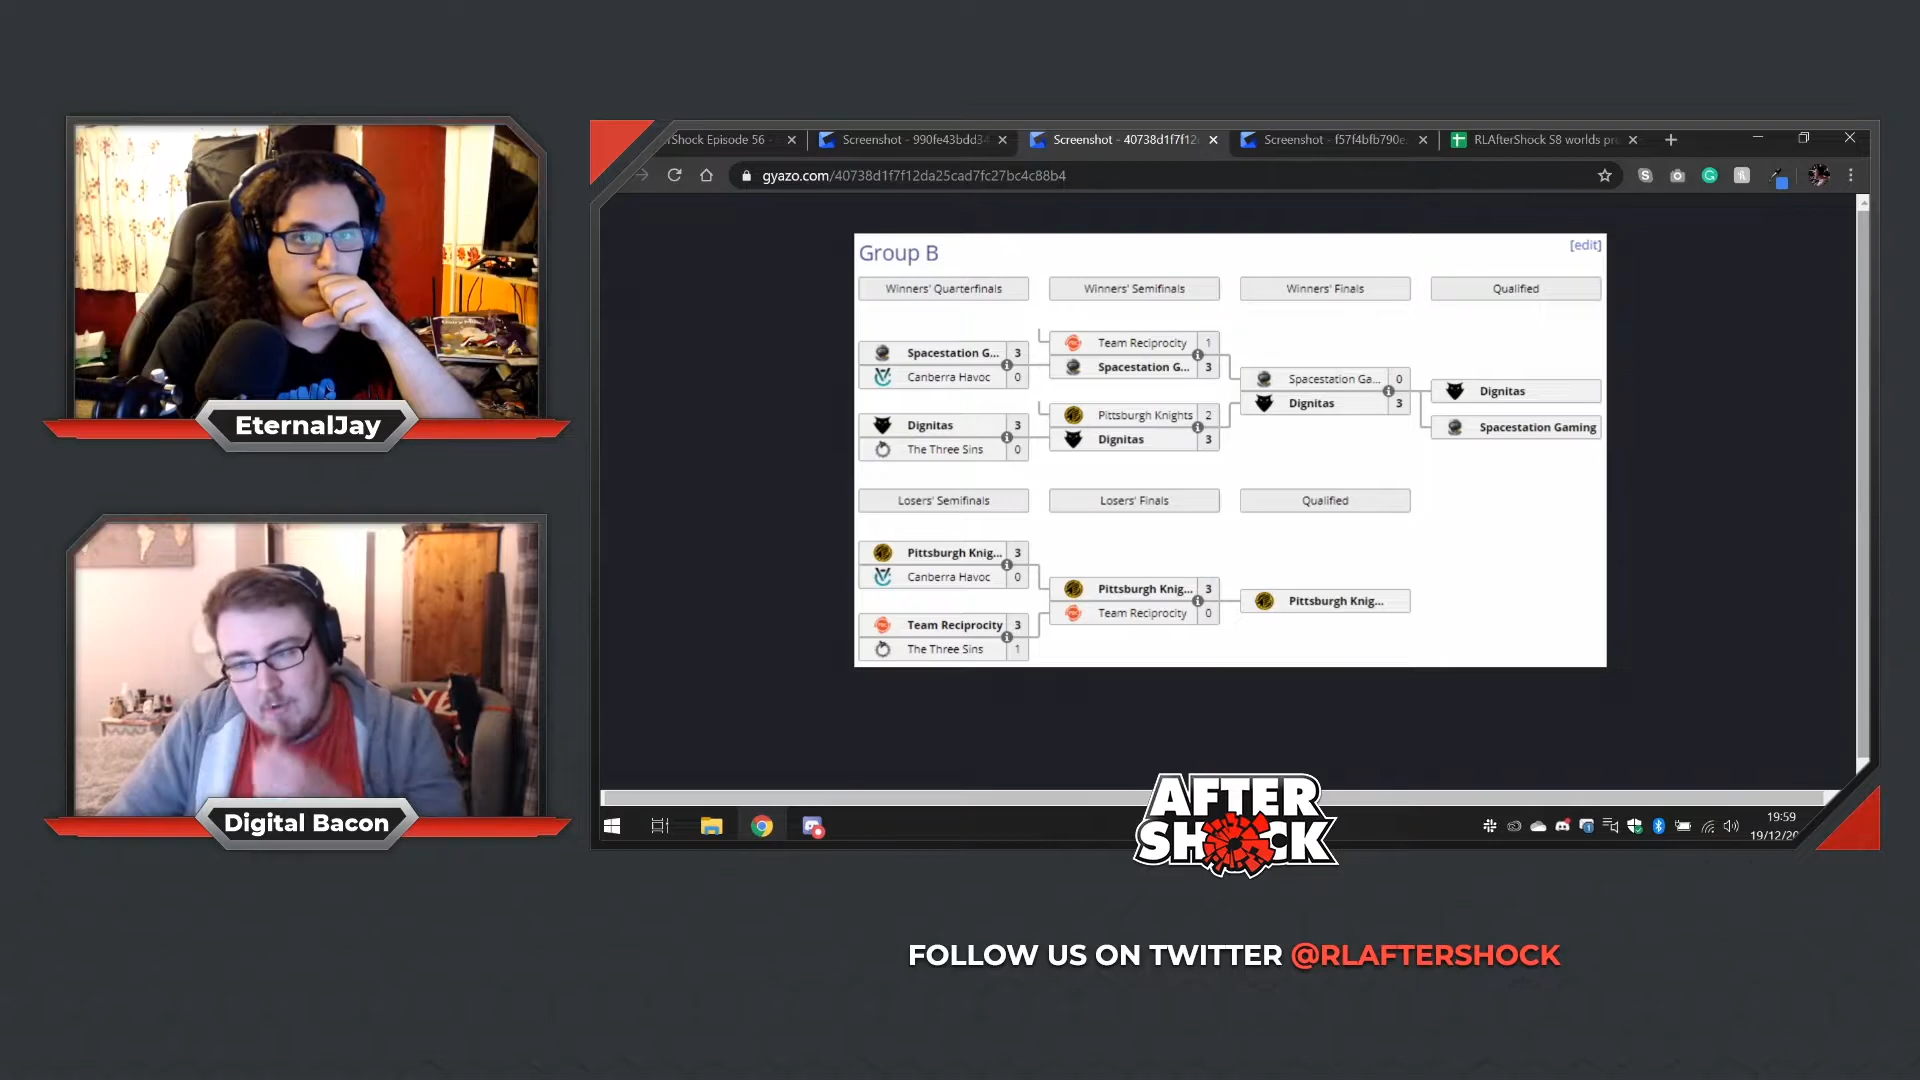 EternalJay
Digital Bacon
Shock Episode 56
Screenshot - 990fe43bdd34
Screenshot - 40738d1f7f12
Screenshot - f57f4bfb790e
RLAfterShock S8 worlds pr
gyazo.com/40738d1f7f12da25cad7fc27bc4c88b4
Group B
[edit]
Winners' Quarterfinals
Winners' Semifinals
Winners' Finals
Qualified
Spacestation G... 3
Canberra Havoc 0
Dignitas 3
The Three Sins 0
Team Reciprocity 1
Spacestation G... 3
Pittsburgh Knights 2
Dignitas 3
Spacestation Ga... 0
Dignitas 3
Dignitas
Spacestation Gaming
Losers' Semifinals
Losers' Finals
Qualified
Pittsburgh Knig... 3
Canberra Havoc 0
Team Reciprocity 3
The Three Sins 1
Pittsburgh Knig... 3
Team Reciprocity 0
Pittsburgh Knig...
19:59
19/12/20
AFTER
SHOCK
FOLLOW US ON TWITTER @RLAFTERSHOCK